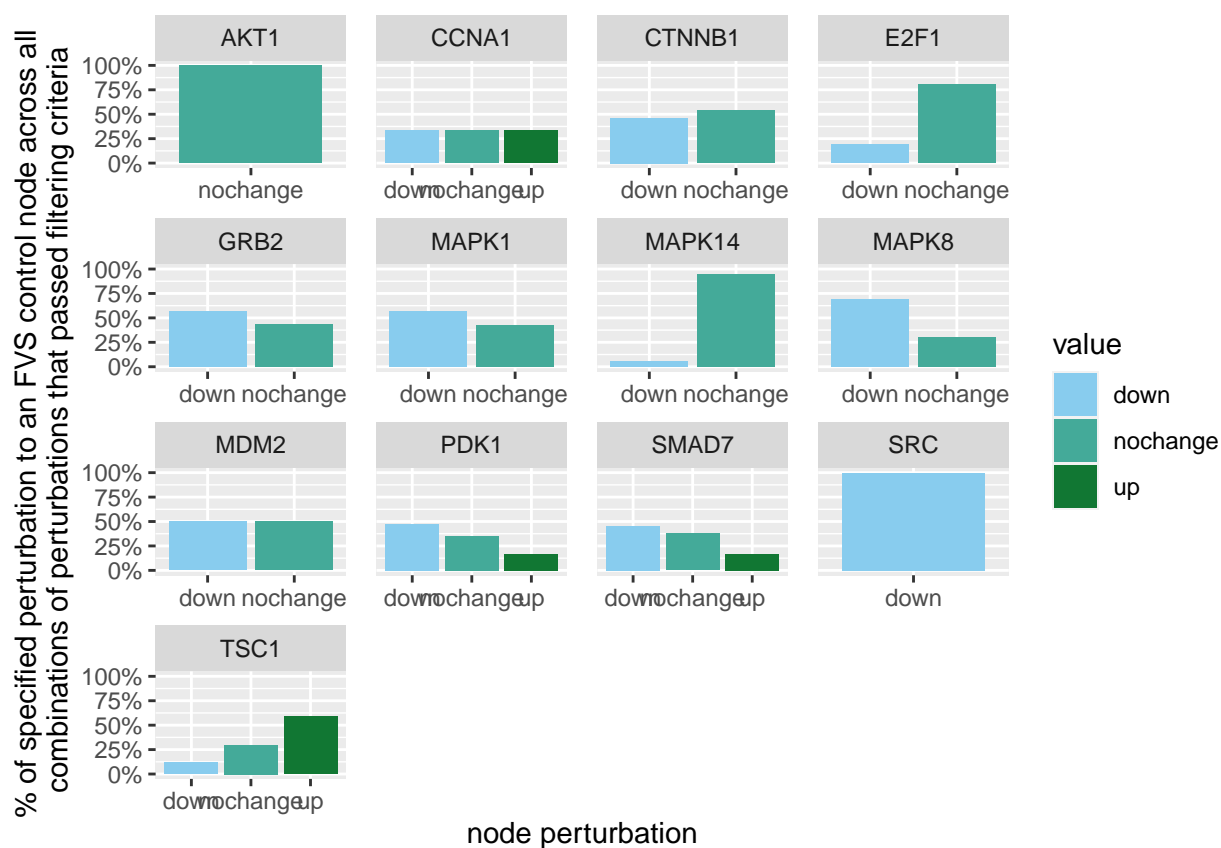 % of specified perturbation to an FVS control node across all
combinations of perturbations that passed filtering criteria
AKT1 CCNA1 CTNNB1 E2F1
100%
75%
50%
25%
0%
nochange down nochange up down nochange down nochange
GRB2 MAPK1 MAPK14 MAPK8
100%
75%
50%
25%
0%
down nochange down nochange down nochange down nochange
MDM2 PDK1 SMAD7 SRC
100%
75%
50%
25%
0%
down nochange down nochange up down nochange up down
TSC1
100%
75%
50%
25%
0%
down nochange up
node perturbation
value
down
nochange
up